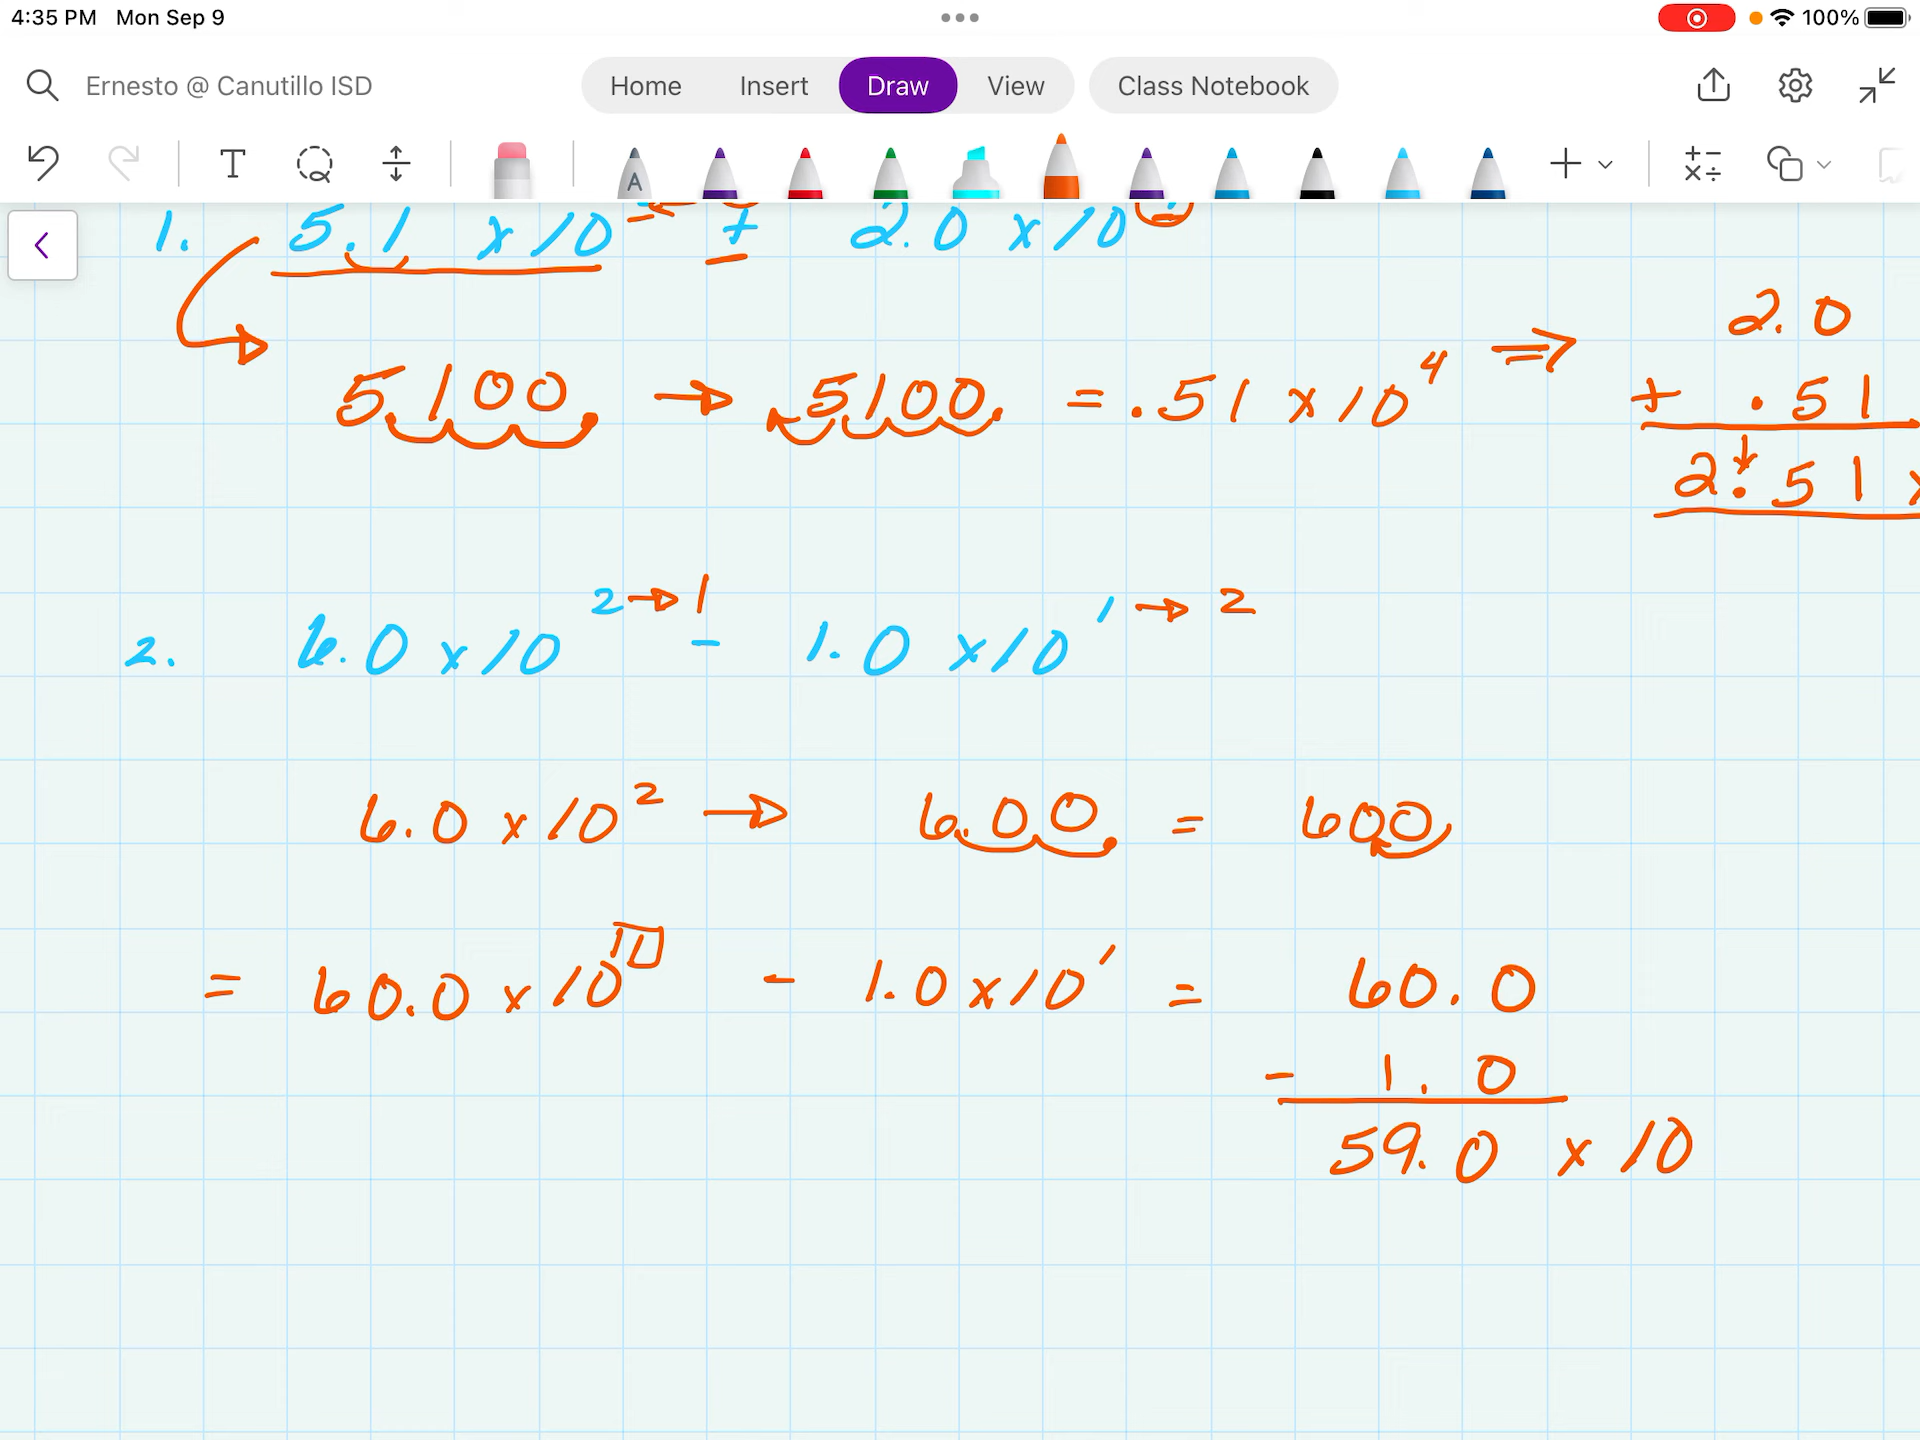 4:35 PM Mon Sep 9 100%
Ernesto @ Canutillo ISD Home Insert Draw View Class Notebook
T A
1. 5.1 x 10 + 2.0 x 10
2.0
5.100. → 5100. = .51 x 10⁴ ⇒ + .51
2.51 x
2 → 1 1 → 2
2. 6.0 x 10 - 1.0 x 10
6.0 x 10² → 6.00. = 600
= 60.0 x 10¹ - 1.0 x 10¹ = 60.0
- 1.0
59.0 x 10